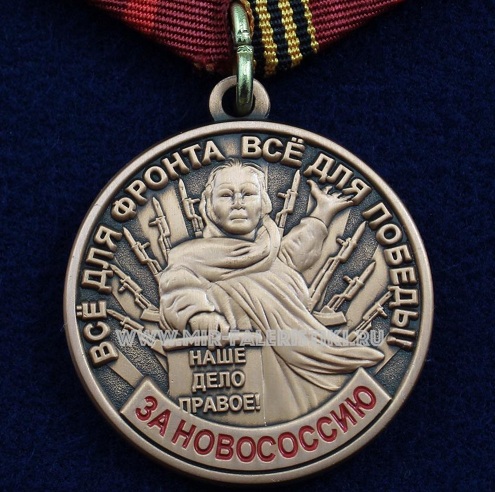 ВСЁ ДЛЯ ФРОНТА ВСЁ ДЛЯ ПОБЕДЫ!
НАШЕ
ДЕЛО
ПРАВОЕ!
ЗА НОВОСОССИЮ